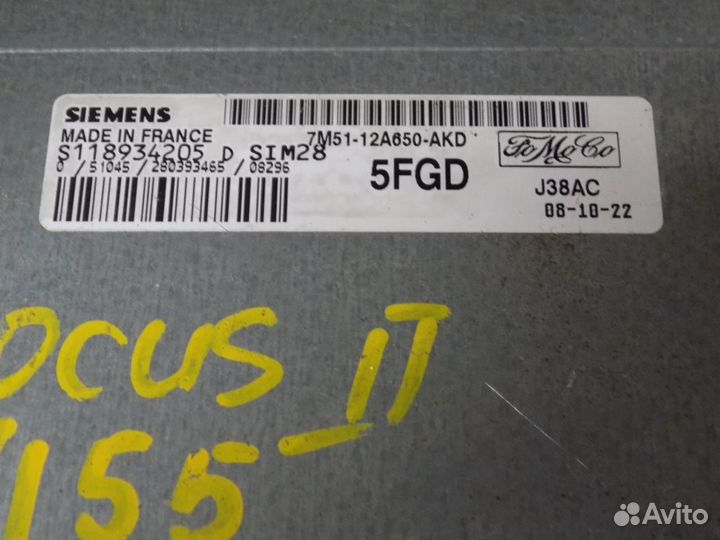 SIEMENS
MADE IN FRANCE
7M51-12A650-AKD
S118934205 D SIM28
0 / 51045 / 280393465 / 08296
5FGD
FoMoCo
J38AC
08-10-22
OCUS II
155
Avito